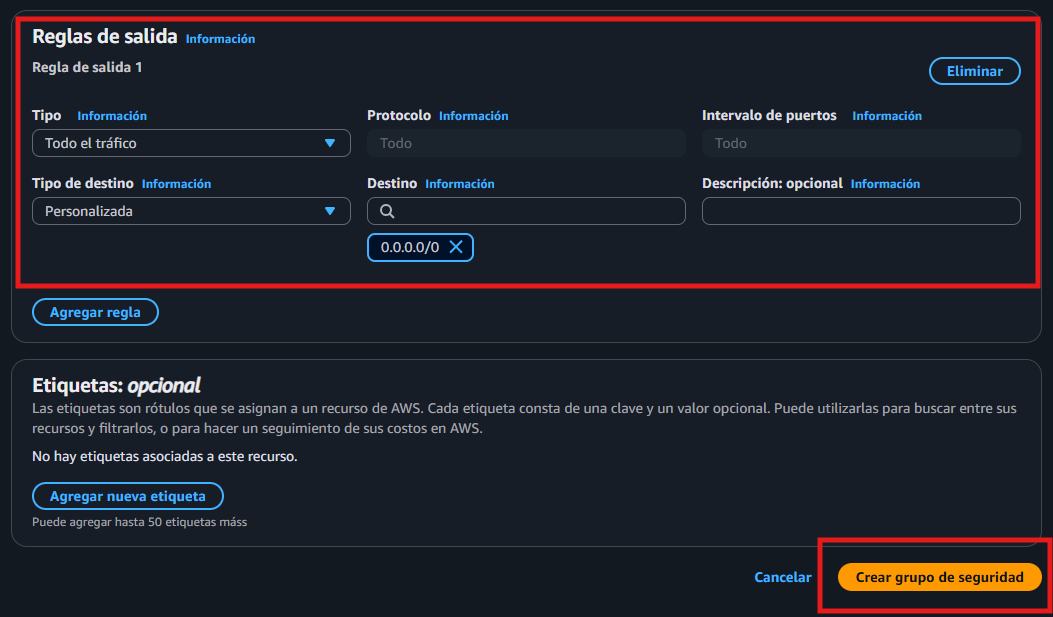 Reglas de salida Información
Regla de salida 1
Eliminar
Tipo Información Protocolo Información Intervalo de puertos Información
Todo el tráfico Todo Todo
Tipo de destino Información Destino Información Descripción: opcional Información
Personalizada
0.0.0.0/0
Agregar regla
Etiquetas: opcional
Las etiquetas son rótulos que se asignan a un recurso de AWS. Cada etiqueta consta de una clave y un valor opcional. Puede utilizarlas para buscar entre sus
recursos y filtrarlos, o para hacer un seguimiento de sus costos en AWS.
No hay etiquetas asociadas a este recurso.
Agregar nueva etiqueta
Puede agregar hasta 50 etiquetas máss
Cancelar Crear grupo de seguridad